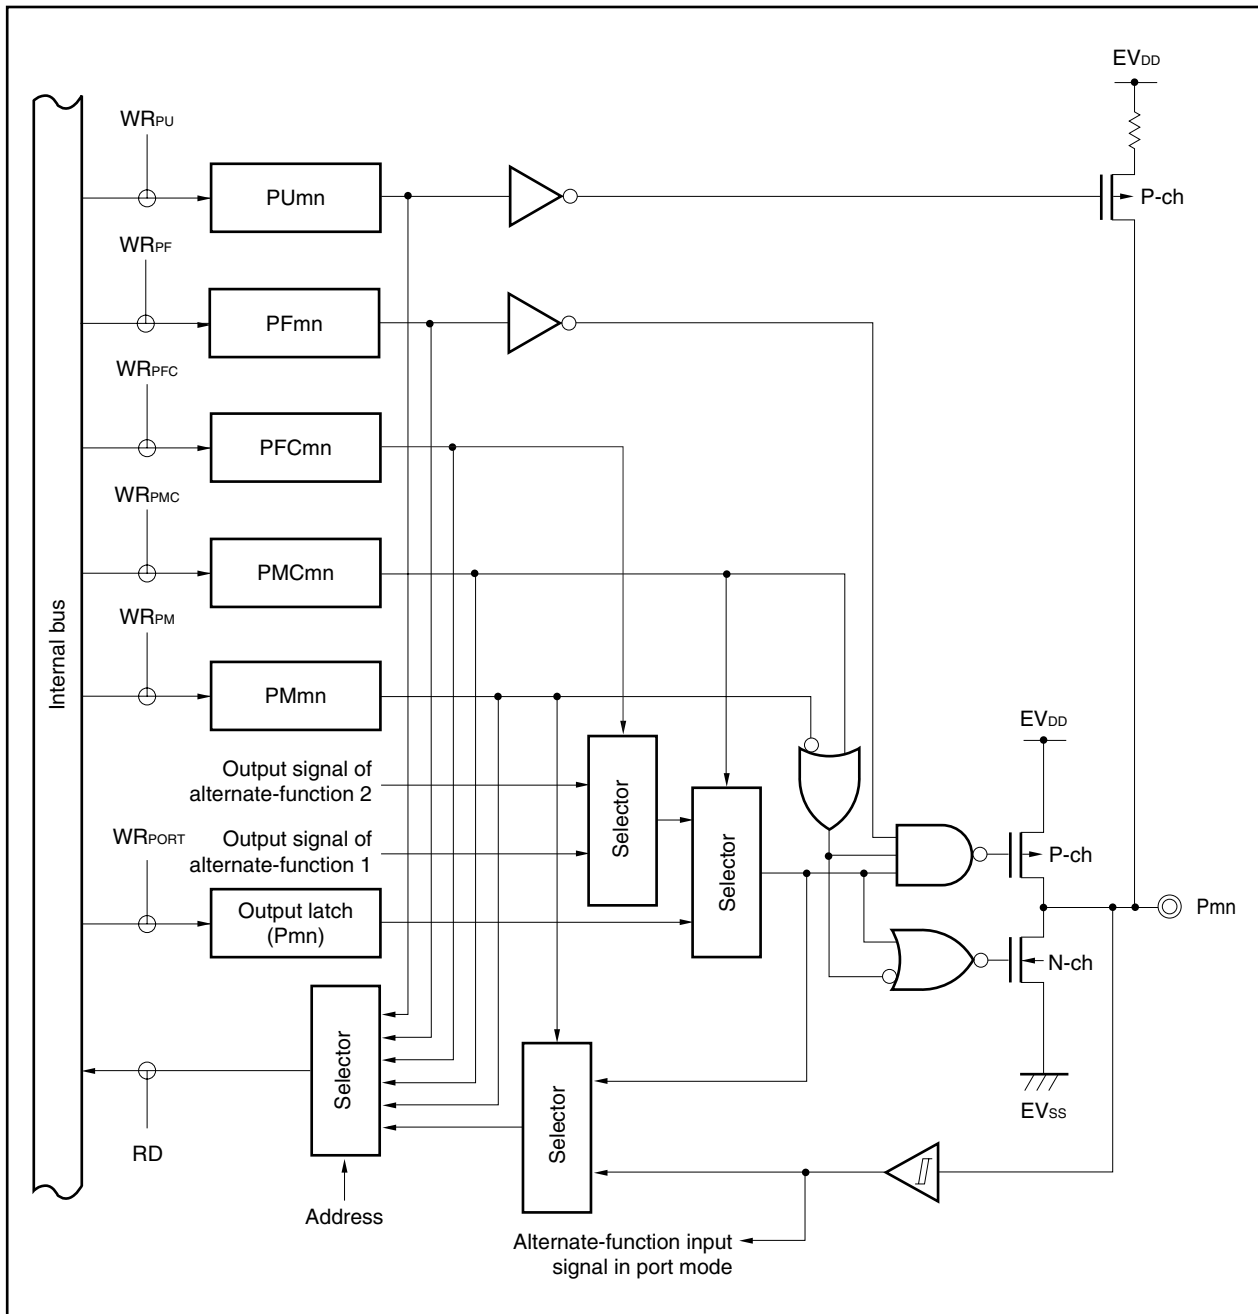 EVDD
WRPU
PUmn
P-ch
WRPF
PFmn
WRPFC
PFCmn
WRPMC
PMCmn
WRPM
PMmn
Internal bus
EVDD
Output signal of
alternate-function 2
Selector
Selector
Output signal of
alternate-function 1
WRPORT
P-ch
Output latch
(Pmn)
Pmn
N-ch
Selector
Selector
EVSS
RD
Address
Alternate-function input
signal in port mode